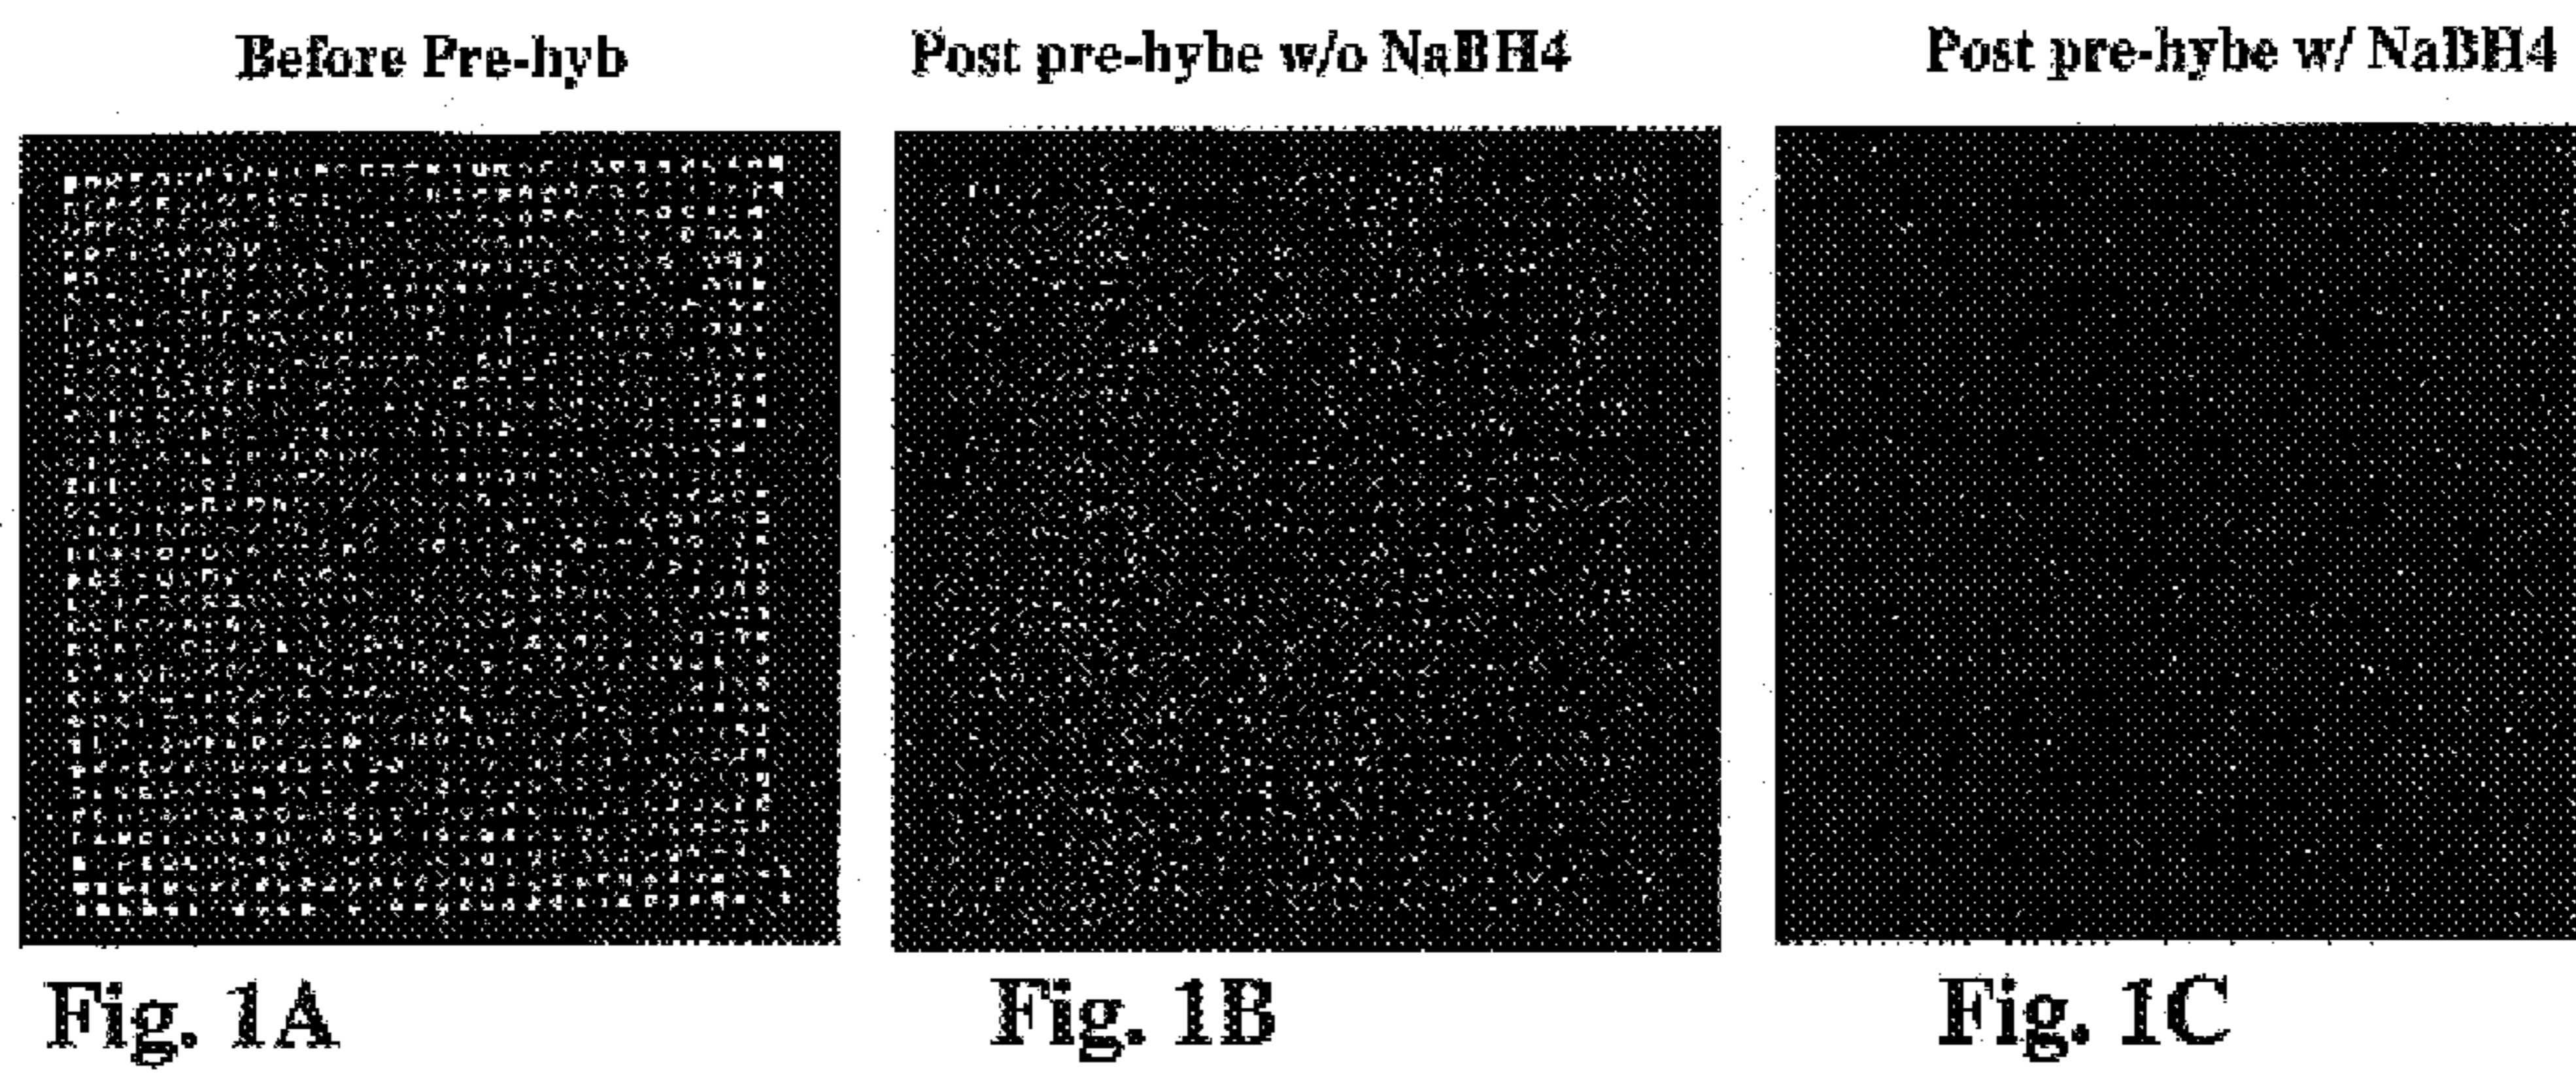 Before Pre-hyb
Post pre-hybe w/o NaBH4
Post pre-hybe w/ NaBH4
Fig. 1A
Fig. 1B
Fig. 1C